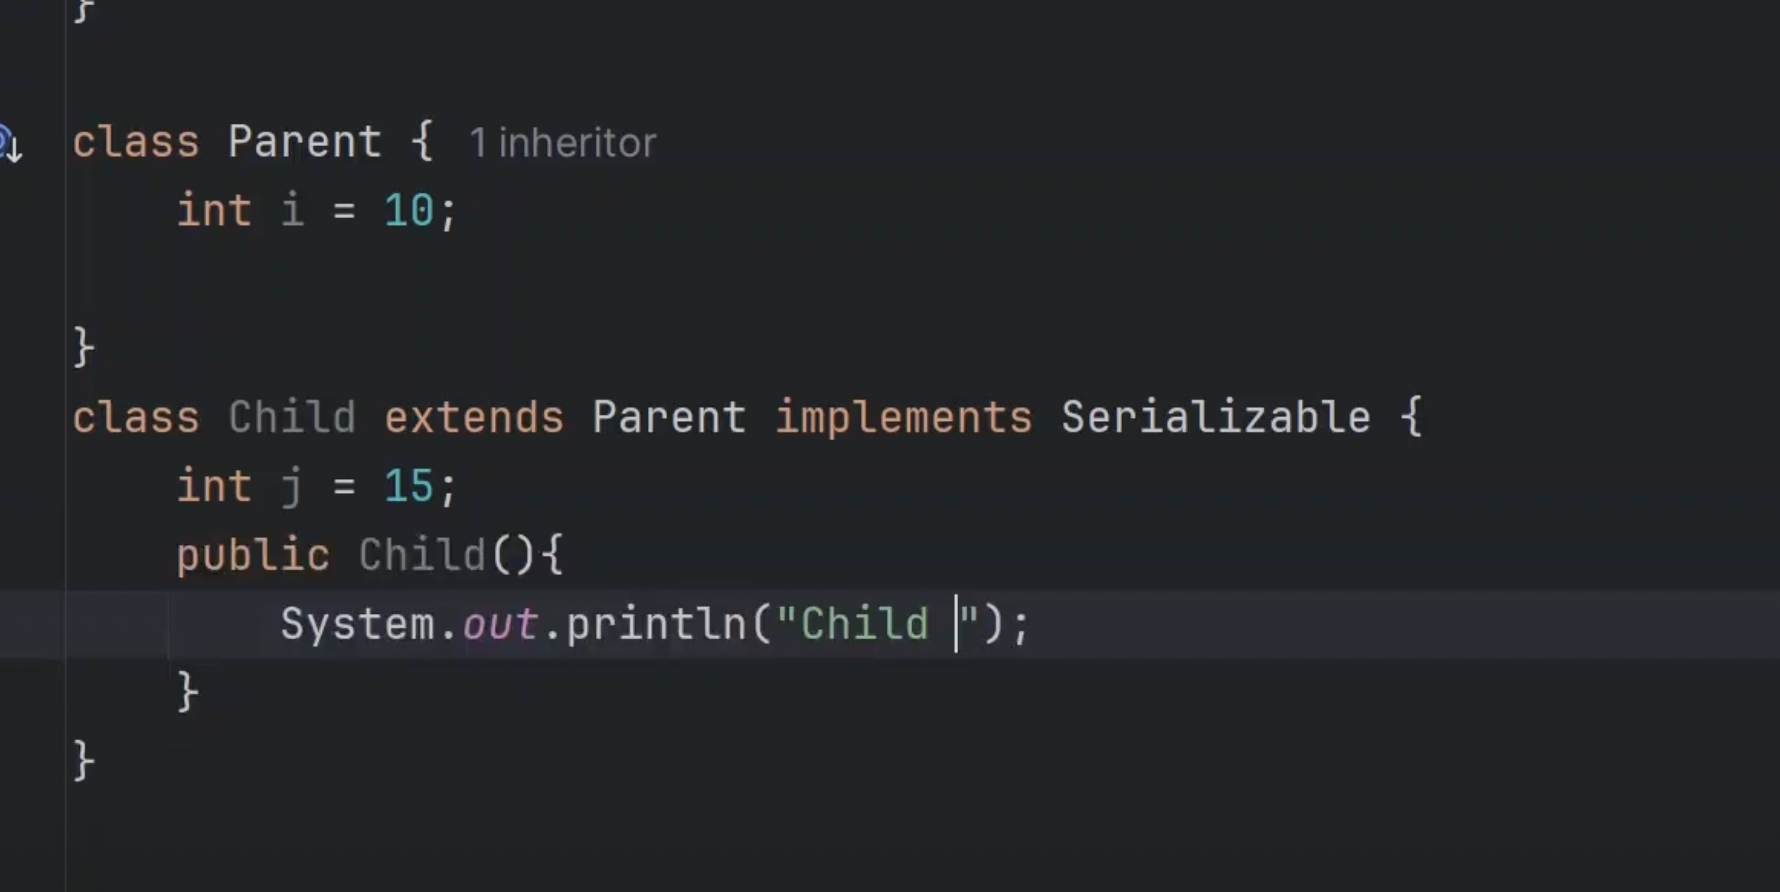 }
class Parent { 1 inheritor
int i = 10;
}
class Child extends Parent implements Serializable {
int j = 15;
public Child(){
System.out.println("Child ");
}
}